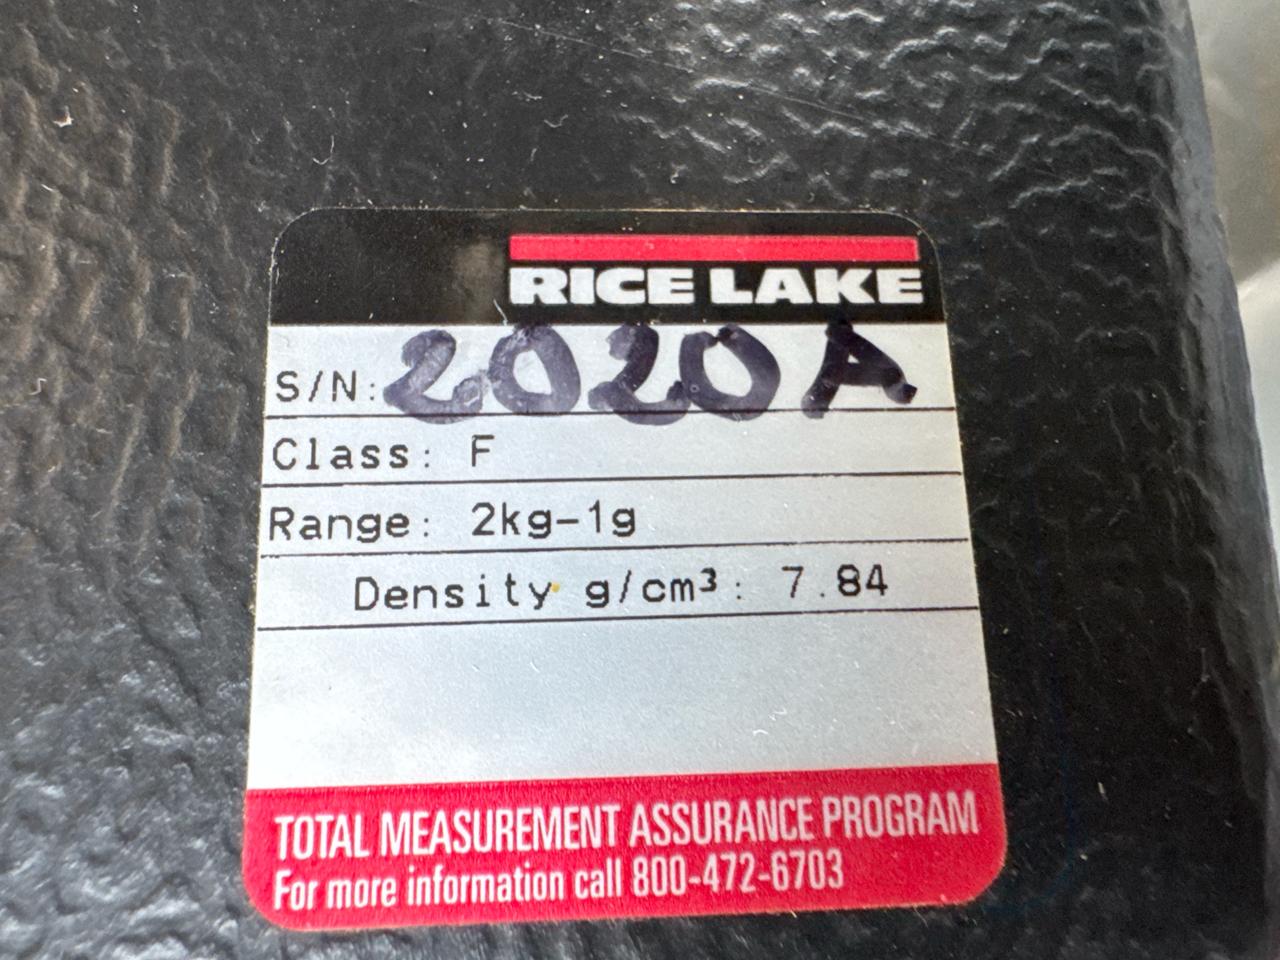 RICE LAKE
S/N: 2020A
Class: F
Range: 2kg-1g
Density g/cm³: 7.84
TOTAL MEASUREMENT ASSURANCE PROGRAM
For more information call 800-472-6703